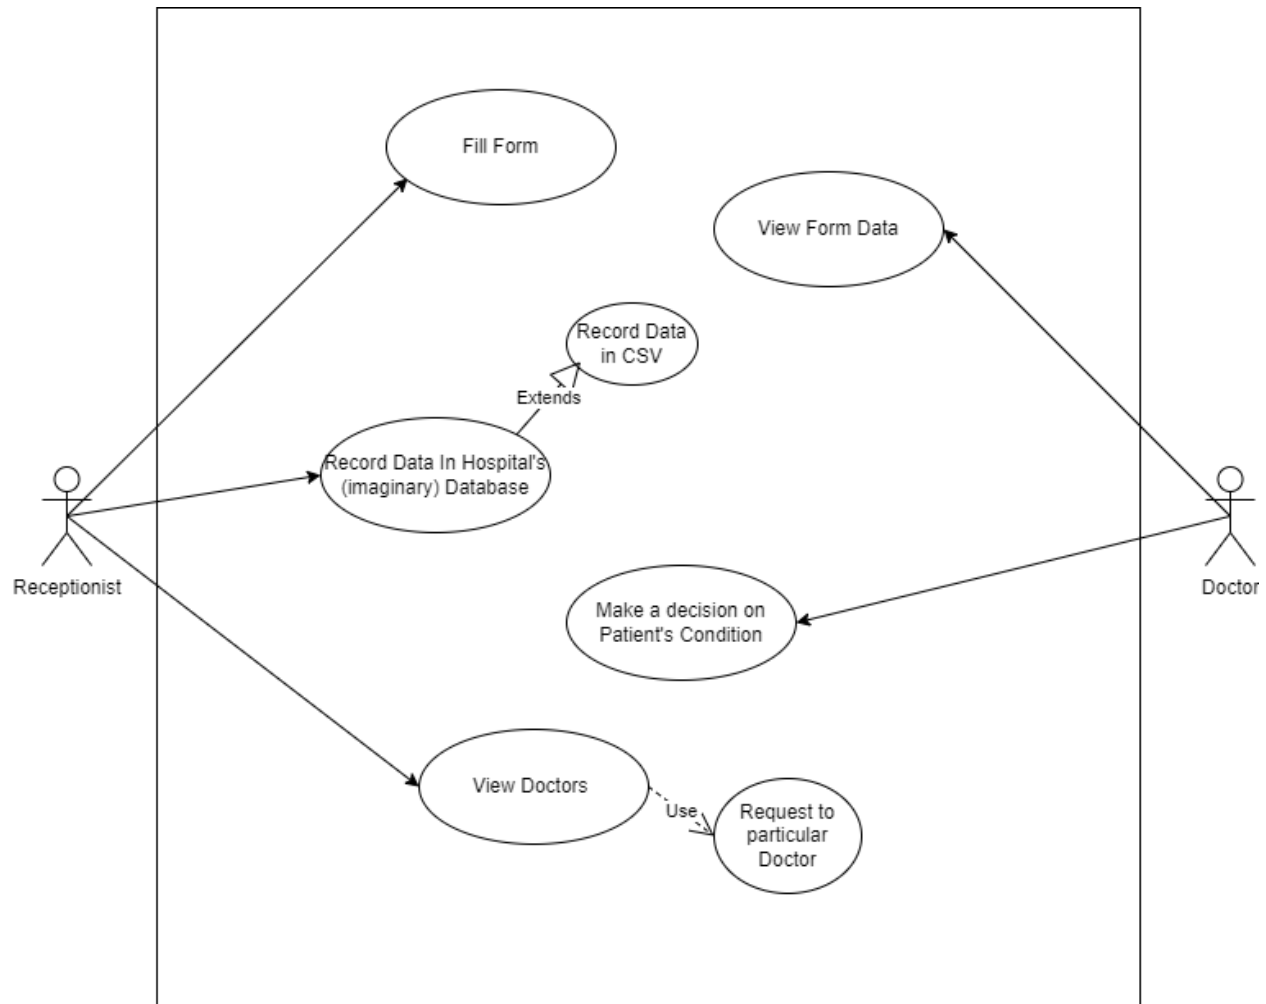 Fill Form
View Form Data
Record Data
in CSV
Extends
Record Data In Hospital's
(imaginary) Database
Receptionist
Doctor
Make a decision on
Patient's Condition
View Doctors
Use
Request to
particular
Doctor